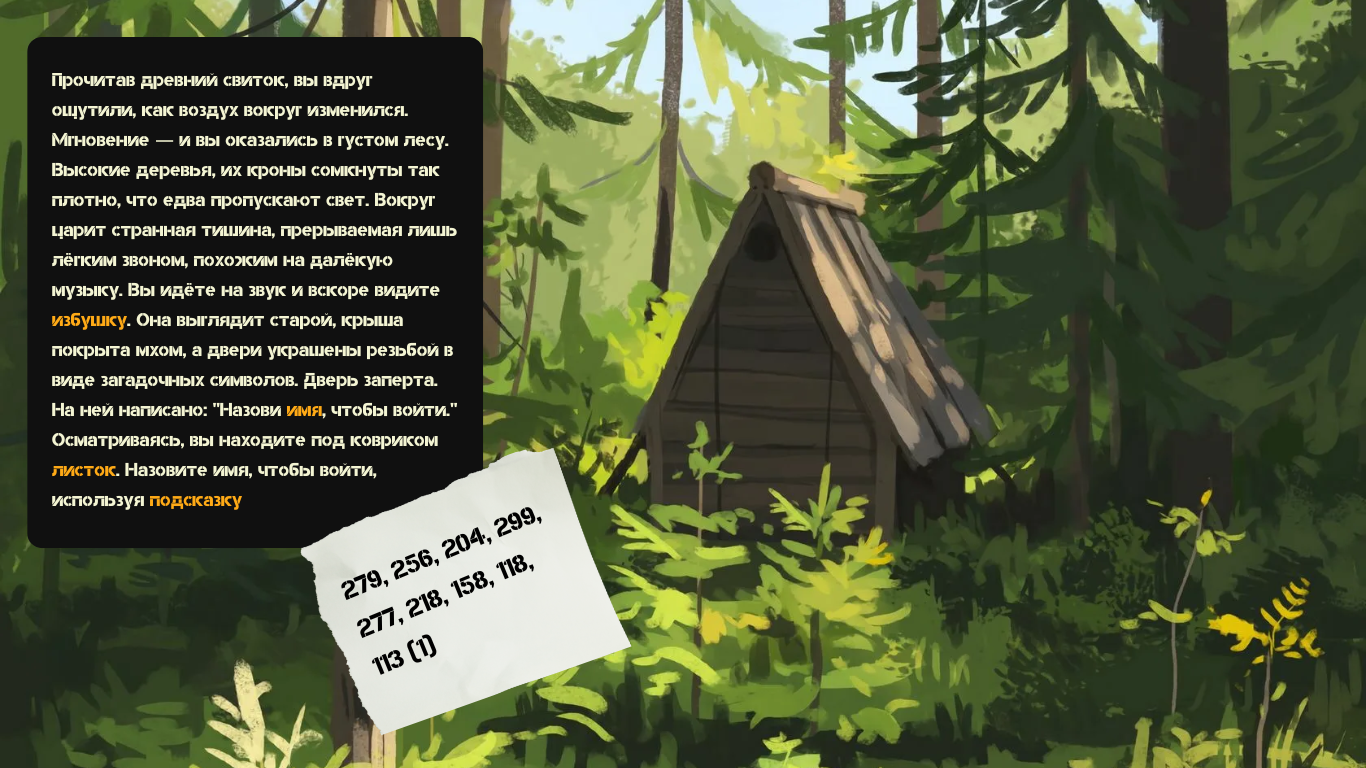 Прочитав древний свиток, вы вдруг
ощутили, как воздух вокруг изменился.
Мгновение — и вы оказались в густом лесу.
Высокие деревья, их кроны сомкнуты так
плотно, что едва пропускают свет. Вокруг
царит странная тишина, прерываемая лишь
лёгким звоном, похожим на далёкую
музыку. Вы идёте на звук и вскоре видите
избушку. Она выглядит старой, крыша
покрыта мхом, а двери украшены резьбой в
виде загадочных символов. Дверь заперта.
На ней написано: "Назови имя, чтобы войти."
Осматриваясь, вы находите под ковриком
листок. Назовите имя, чтобы войти,
используя подсказку
279, 256, 204, 299,
277, 218, 158, 118,
113 (1)